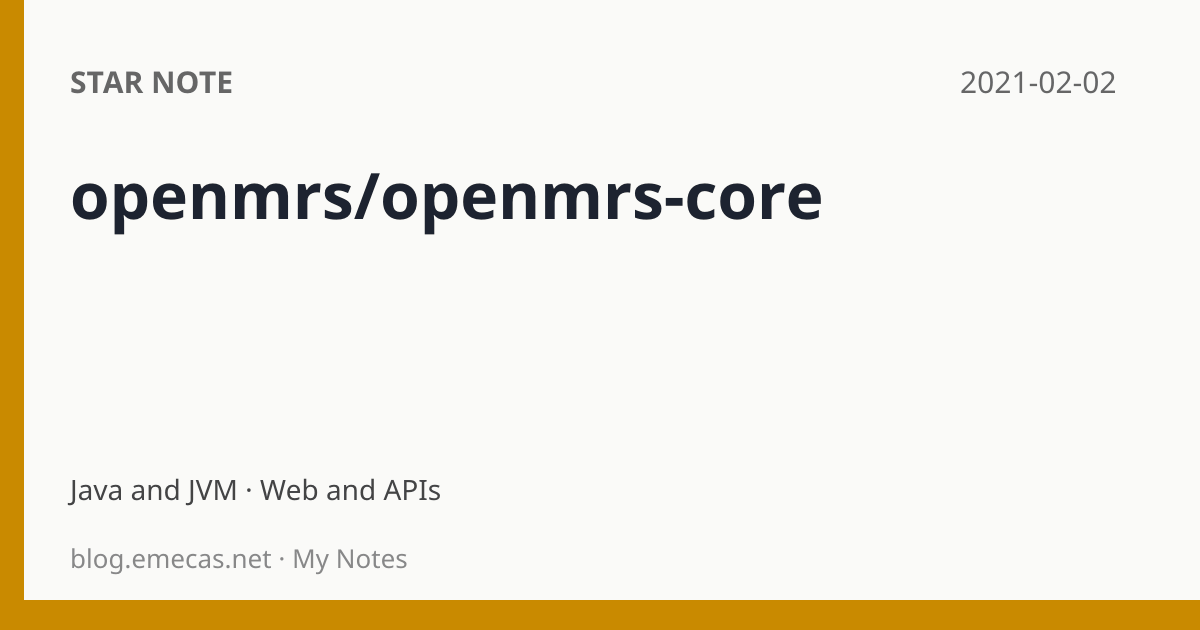 STAR NOTE
2021-02-02
openmrs/openmrs-core
Java and JVM · Web and APIs
blog.emecas.net · My Notes